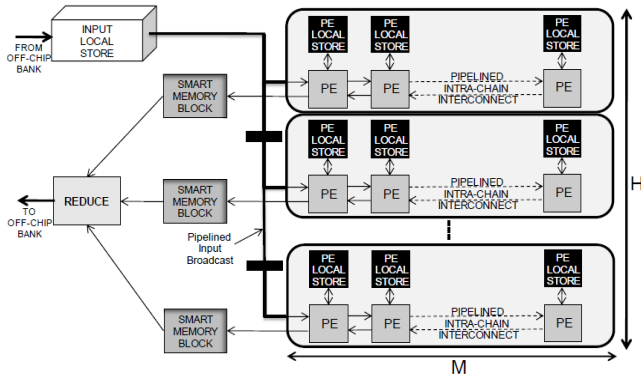 INPUT
LOCAL
STORE
FROM
OFF-CHIP
BANK
PE
LOCAL
STORE
PE
LOCAL
STORE
PE
LOCAL
STORE
PE
PE
PIPELINED
INTRA-CHAIN
INTERCONNECT
PE
SMART
MEMORY
BLOCK
PE
LOCAL
STORE
PE
LOCAL
STORE
PE
LOCAL
STORE
PE
PE
PIPELINED
INTRA-CHAIN
INTERCONNECT
PE
H
REDUCE
SMART
MEMORY
BLOCK
TO
OFF-CHIP
BANK
Pipelined
Input
Broadcast
PE
LOCAL
STORE
PE
LOCAL
STORE
PE
LOCAL
STORE
PE
PE
PIPELINED
INTRA-CHAIN
INTERCONNECT
PE
SMART
MEMORY
BLOCK
M